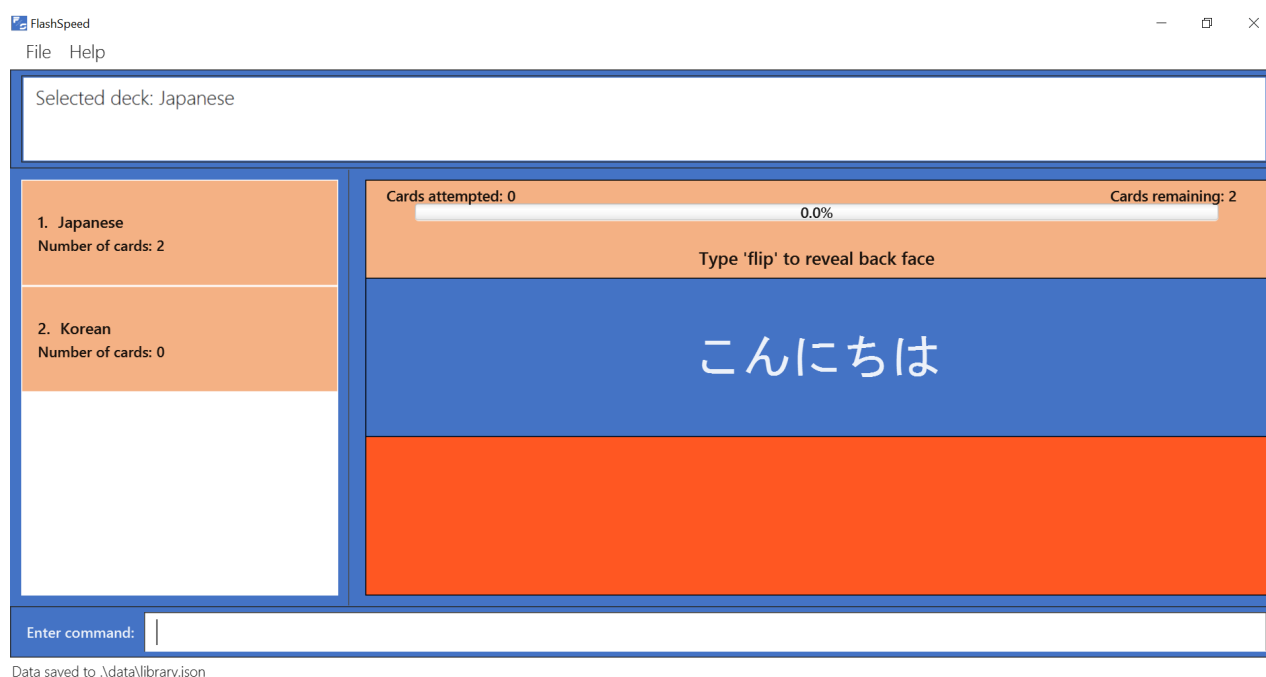 FlashSpeed
File Help
Selected deck: Japanese
1. Japanese
Number of cards: 2
2. Korean
Number of cards: 0
Cards attempted: 0
Cards remaining: 2
0.0%
Type 'flip' to reveal back face
こんにちは
Enter command:
Data saved to .\data\library.json